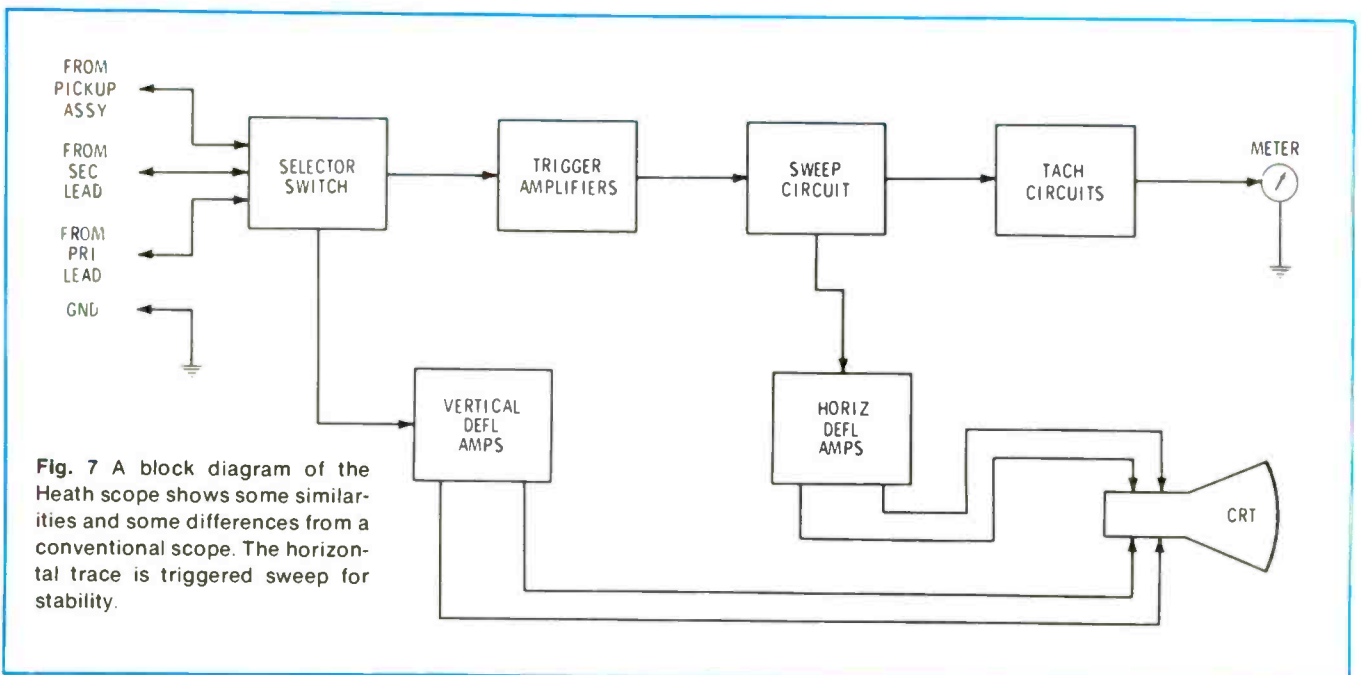 FROM
PICKUP
ASSY
FROM
SEC
LEAD
FROM
PRI
LEAD
GND
SELECTOR
SWITCH
TRIGGER
AMPLIFIERS
SWEEP
CIRCUIT
TACH
CIRCUITS
METER
VERTICAL
DEFL
AMPS
HORIZ
DEFL
AMPS
CRT
Fig. 7 A block diagram of the
Heath scope shows some similar-
ities and some differences from a
conventional scope. The horizon-
tal trace is triggered sweep for
stability.